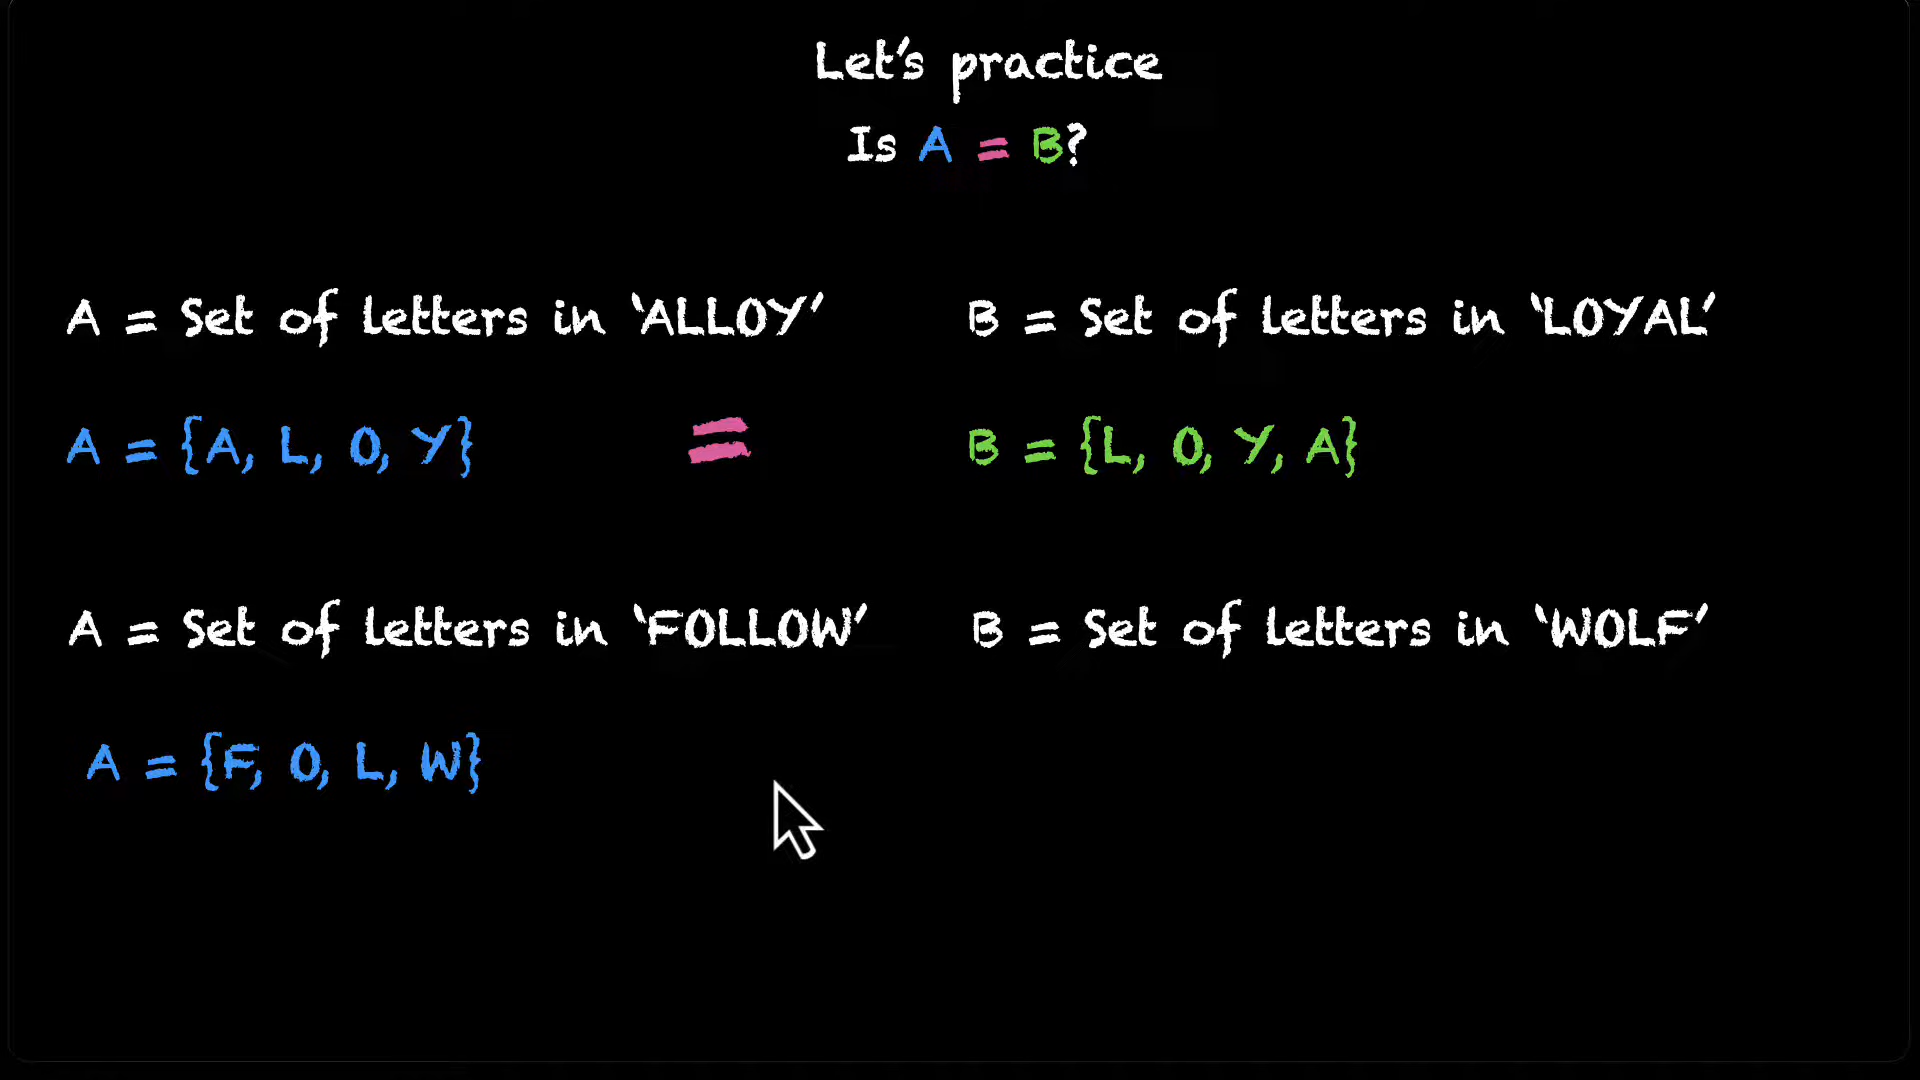 Let's practice
Is A = B?
A = Set of letters in 'ALLOY'
B = Set of letters in 'LOYAL'
A = {A, L, O, Y}
=
B = {L, O, Y, A}
A = Set of letters in 'FOLLOW'
B = Set of letters in 'WOLF'
A = {F, O, L, W}